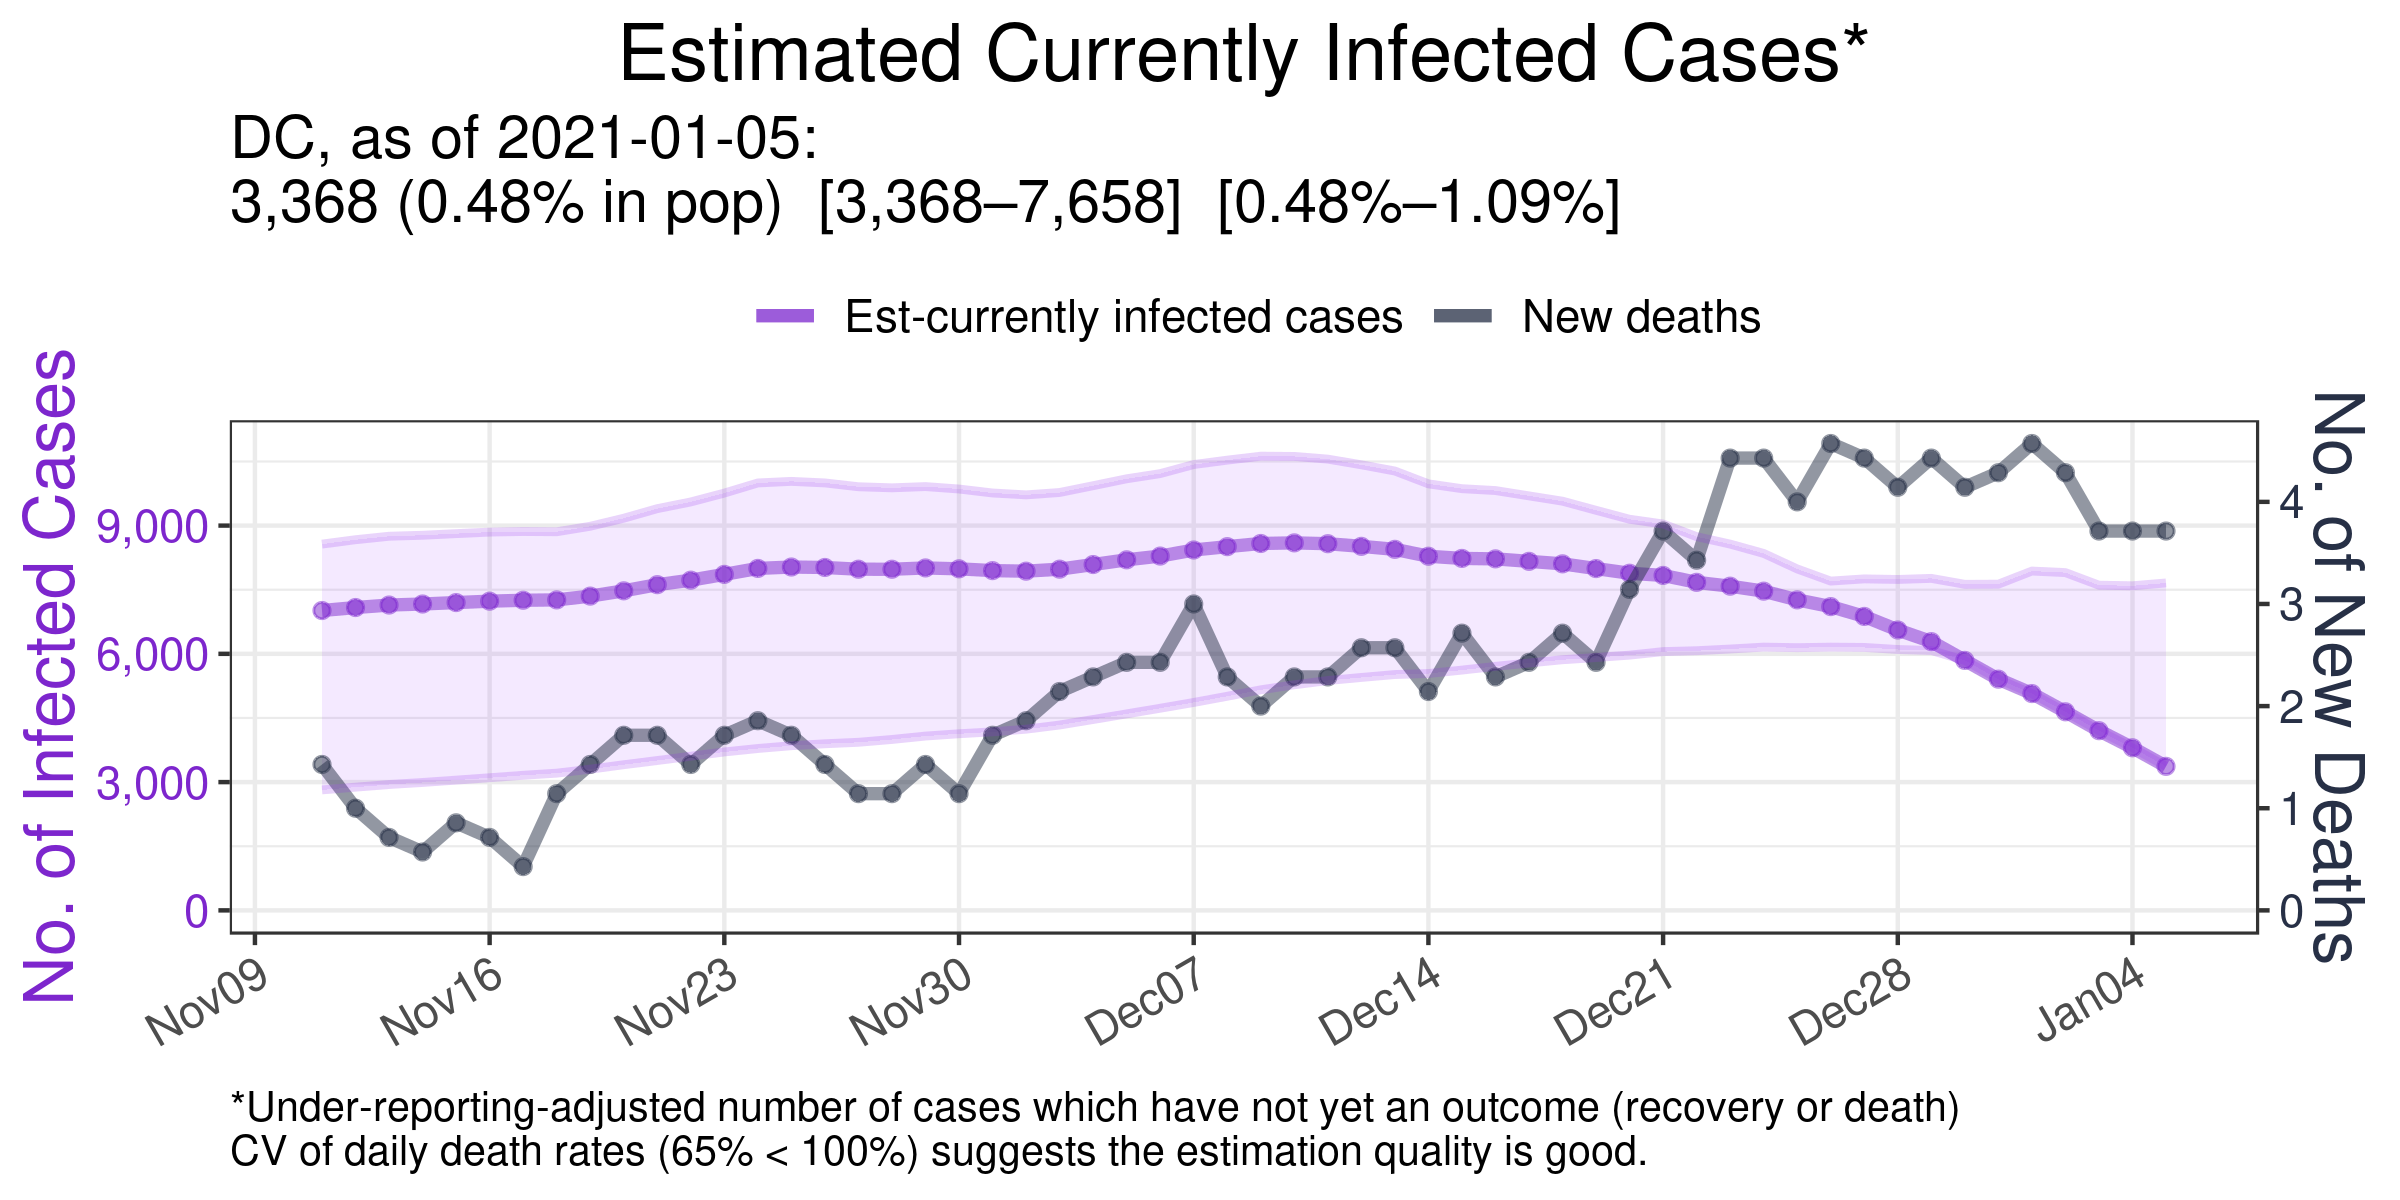 Estimated Currently Infected Cases*
DC, as of 2021-01-05:
3,368 (0.48% in pop)  [3,368–7,658]  [0.48%–1.09%]
Est-currently infected cases
New deaths
No. of Infected Cases
9,000
6,000
3,000
0
No. of New Deaths
4
3
2
1
0
Nov09
Nov16
Nov23
Nov30
Dec07
Dec14
Dec21
Dec28
Jan04
*Under-reporting-adjusted number of cases which have not yet an outcome (recovery or death)
CV of daily death rates (65% < 100%) suggests the estimation quality is good.